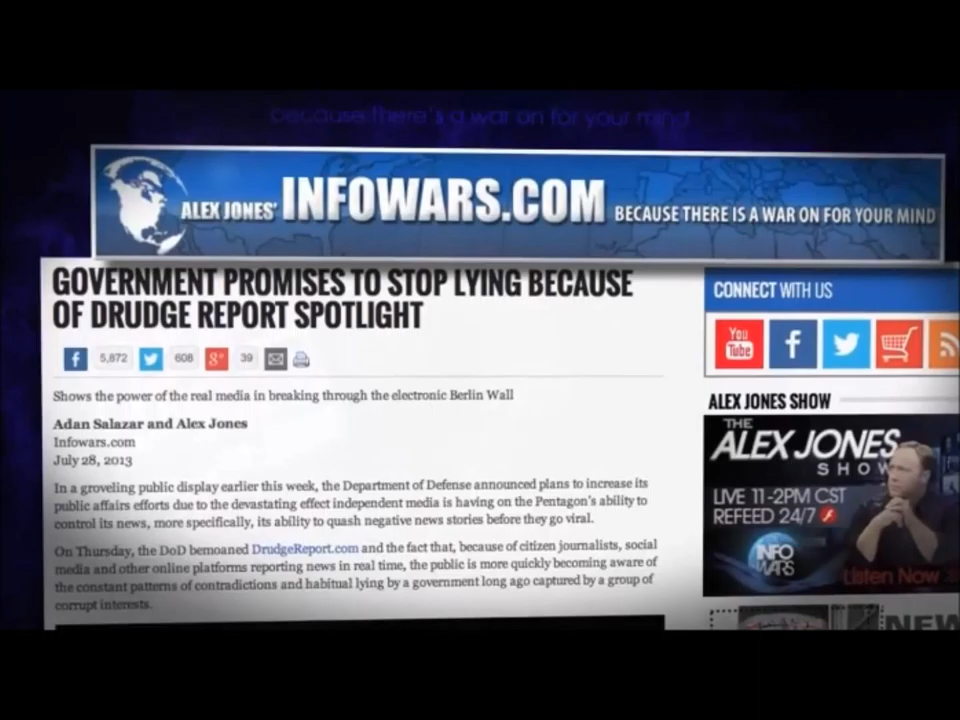 because there's a war on for your mind
ALEX JONES' INFOWARS.COM BECAUSE THERE IS A WAR ON FOR YOUR MIND
GOVERNMENT PROMISES TO STOP LYING BECAUSE
OF DRUDGE REPORT SPOTLIGHT
5,872 608 39
Shows the power of the real media in breaking through the electronic Berlin Wall
Adan Salazar and Alex Jones
Infowars.com
July 28, 2013
In a groveling public display earlier this week, the Department of Defense announced plans to increase its
public affairs efforts due to the devastating effect independent media is having on the Pentagon's ability to
control its news, more specifically, its ability to quash negative news stories before they go viral.
On Thursday, the DoD bemoaned DrudgeReport.com and the fact that, because of citizen journalists, social
media and other online platforms reporting news in real time, the public is more quickly becoming aware of
the constant patterns of contradictions and habitual lying by a government long ago captured by a group of
corrupt interests.
CONNECT WITH US
You
Tube
ALEX JONES SHOW
THE
ALEX JONES
SHOW
LIVE 11-2PM CST
REFEED 24/7
INFO
WARS
Listen Now
NEW